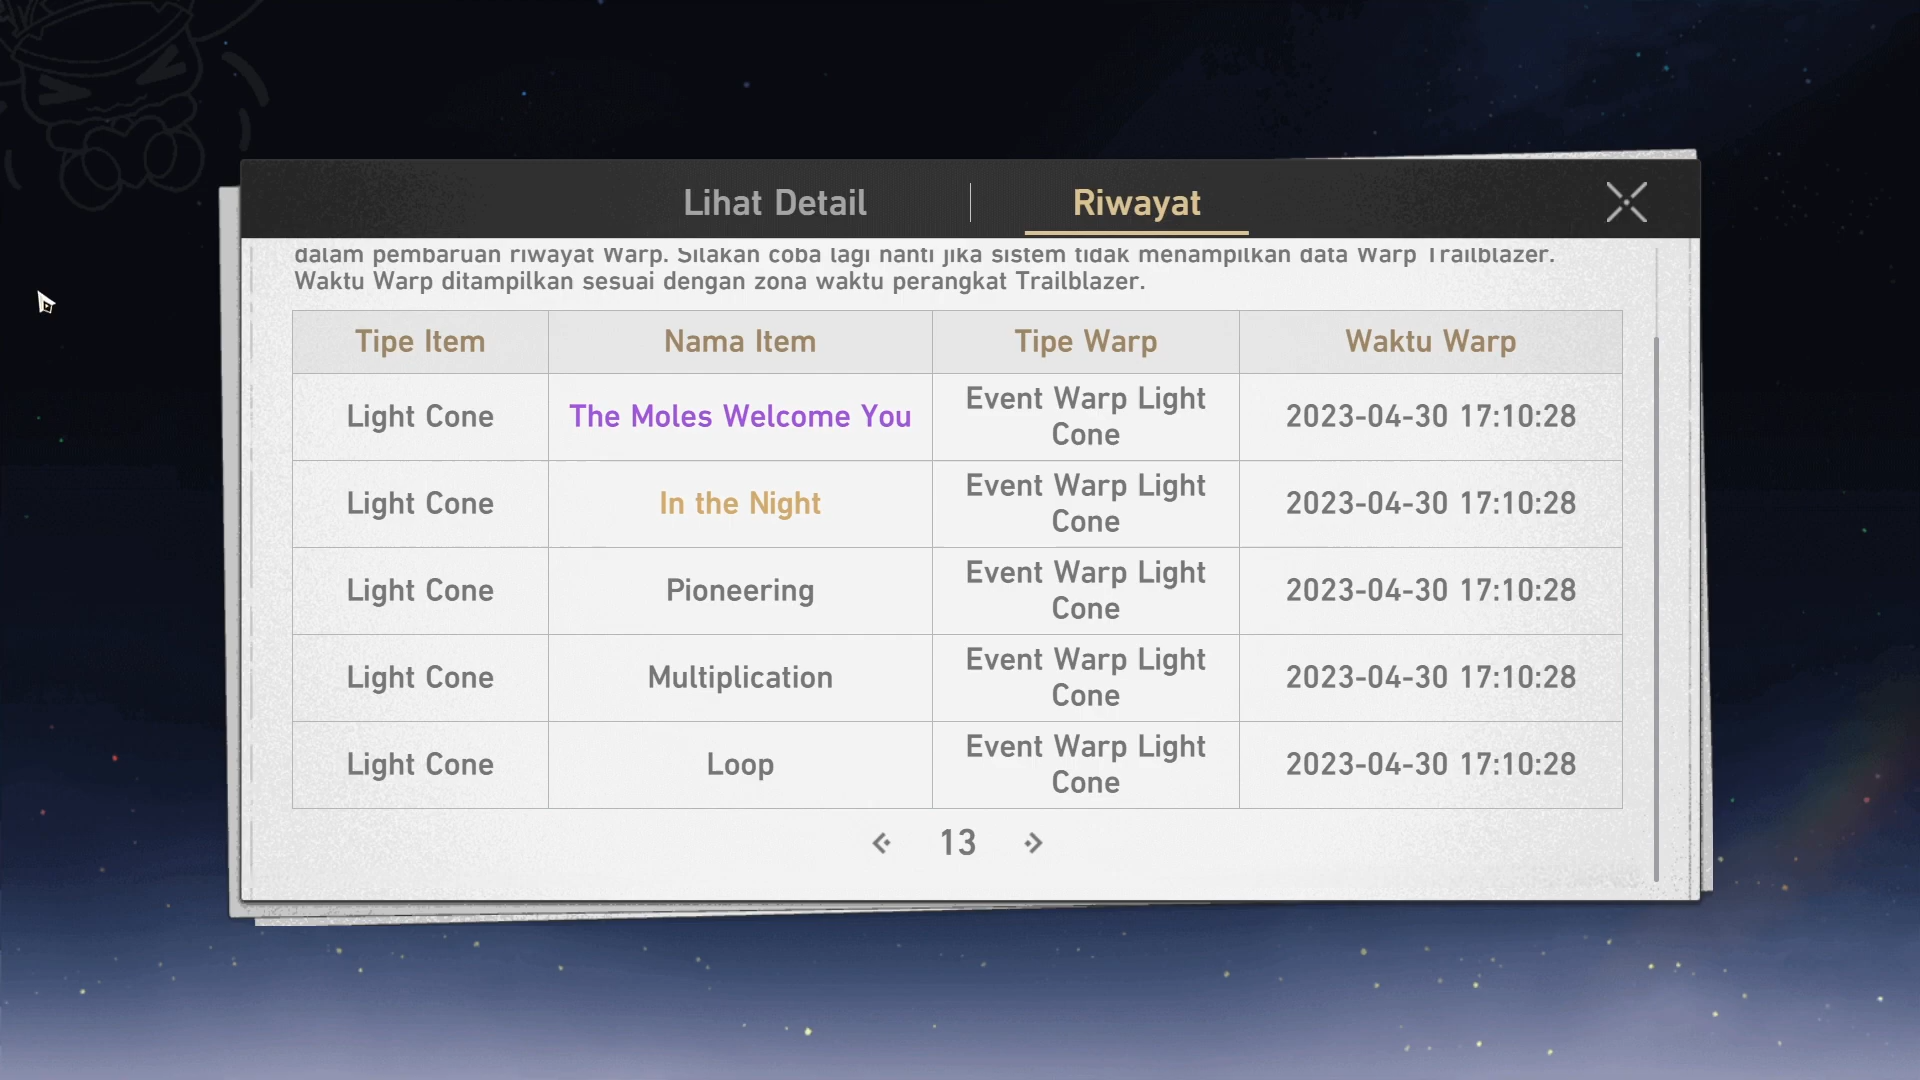 Lihat Detail
Riwayat
dalam pembaruan riwayat Warp. Silakan coba lagi nanti jika sistem tidak menampilkan data Warp Trailblazer.
Waktu Warp ditampilkan sesuai dengan zona waktu perangkat Trailblazer.
Tipe Item Nama Item Tipe Warp Waktu Warp
Light Cone The Moles Welcome You Event Warp Light Cone 2023-04-30 17:10:28
Light Cone In the Night Event Warp Light Cone 2023-04-30 17:10:28
Light Cone Pioneering Event Warp Light Cone 2023-04-30 17:10:28
Light Cone Multiplication Event Warp Light Cone 2023-04-30 17:10:28
Light Cone Loop Event Warp Light Cone 2023-04-30 17:10:28
13